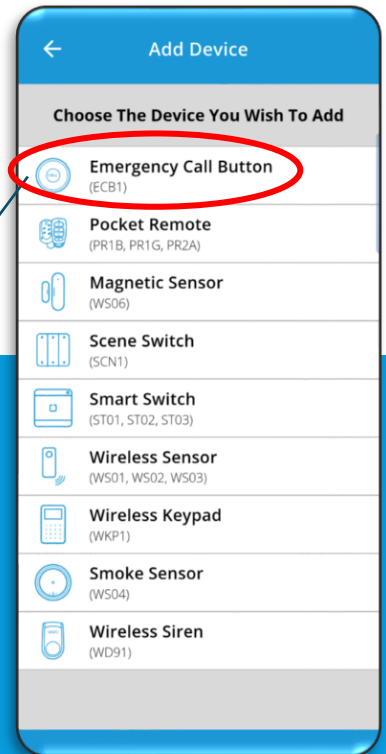 Add Device
Choose The Device You Wish To Add
Emergency Call Button
(ECB1)
Pocket Remote
(PR1B, PR1G, PR2A)
Magnetic Sensor
(WS06)
Scene Switch
(SCN1)
Smart Switch
(ST01, ST02, ST03)
Wireless Sensor
(WS01, WS02, WS03)
Wireless Keypad
(WKP1)
Smoke Sensor
(WS04)
Wireless Siren
(WD91)